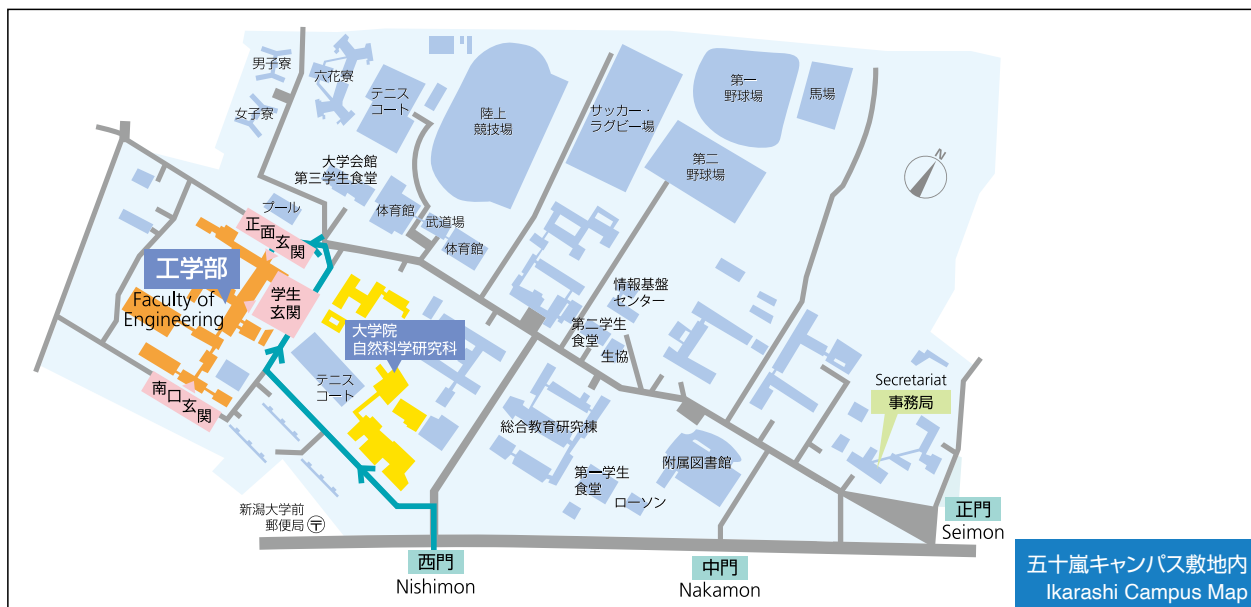 男子寮
六花寮
女子寮
テニス
コート
陸上
競技場
サッカー・
ラグビー場
第一
野球場
馬場
第二
野球場
N
大学会館
第三学生食堂
プール
体育館
武道場
体育館
正面玄関
工学部
Faculty of
Engineering
学生
玄関
南口玄関
大学院
自然科学研究科
テニス
コート
情報基盤
センター
第二学生
食堂
生協
総合教育研究棟
第一学生
食堂
ローソン
附属図書館
Secretariat
事務局
新潟大学前
郵便局〒
西門
Nishimon
中門
Nakamon
正門
Seimon
五十嵐キャンパス敷地内
Ikarashi Campus Map